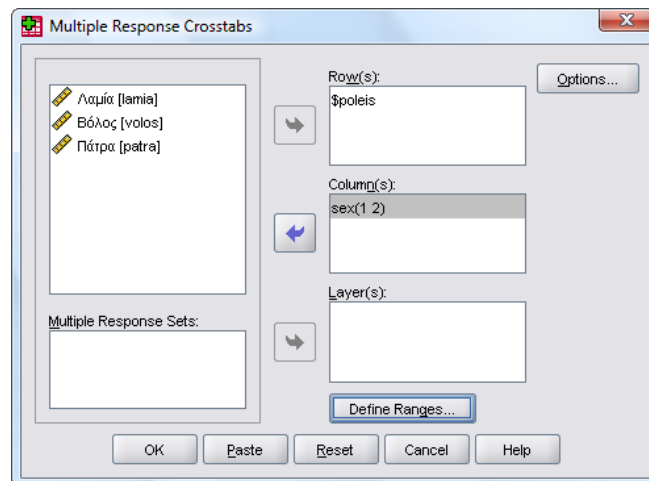 Multiple Response Crosstabs
Λαμία [lamia]
Βόλος [volos]
Πάτρα [patra]
Multiple Response Sets:
Row(s):
$poleis
Column(s):
sex(1 2)
Layer(s):
Define Ranges...
Options...
OK
Paste
Reset
Cancel
Help